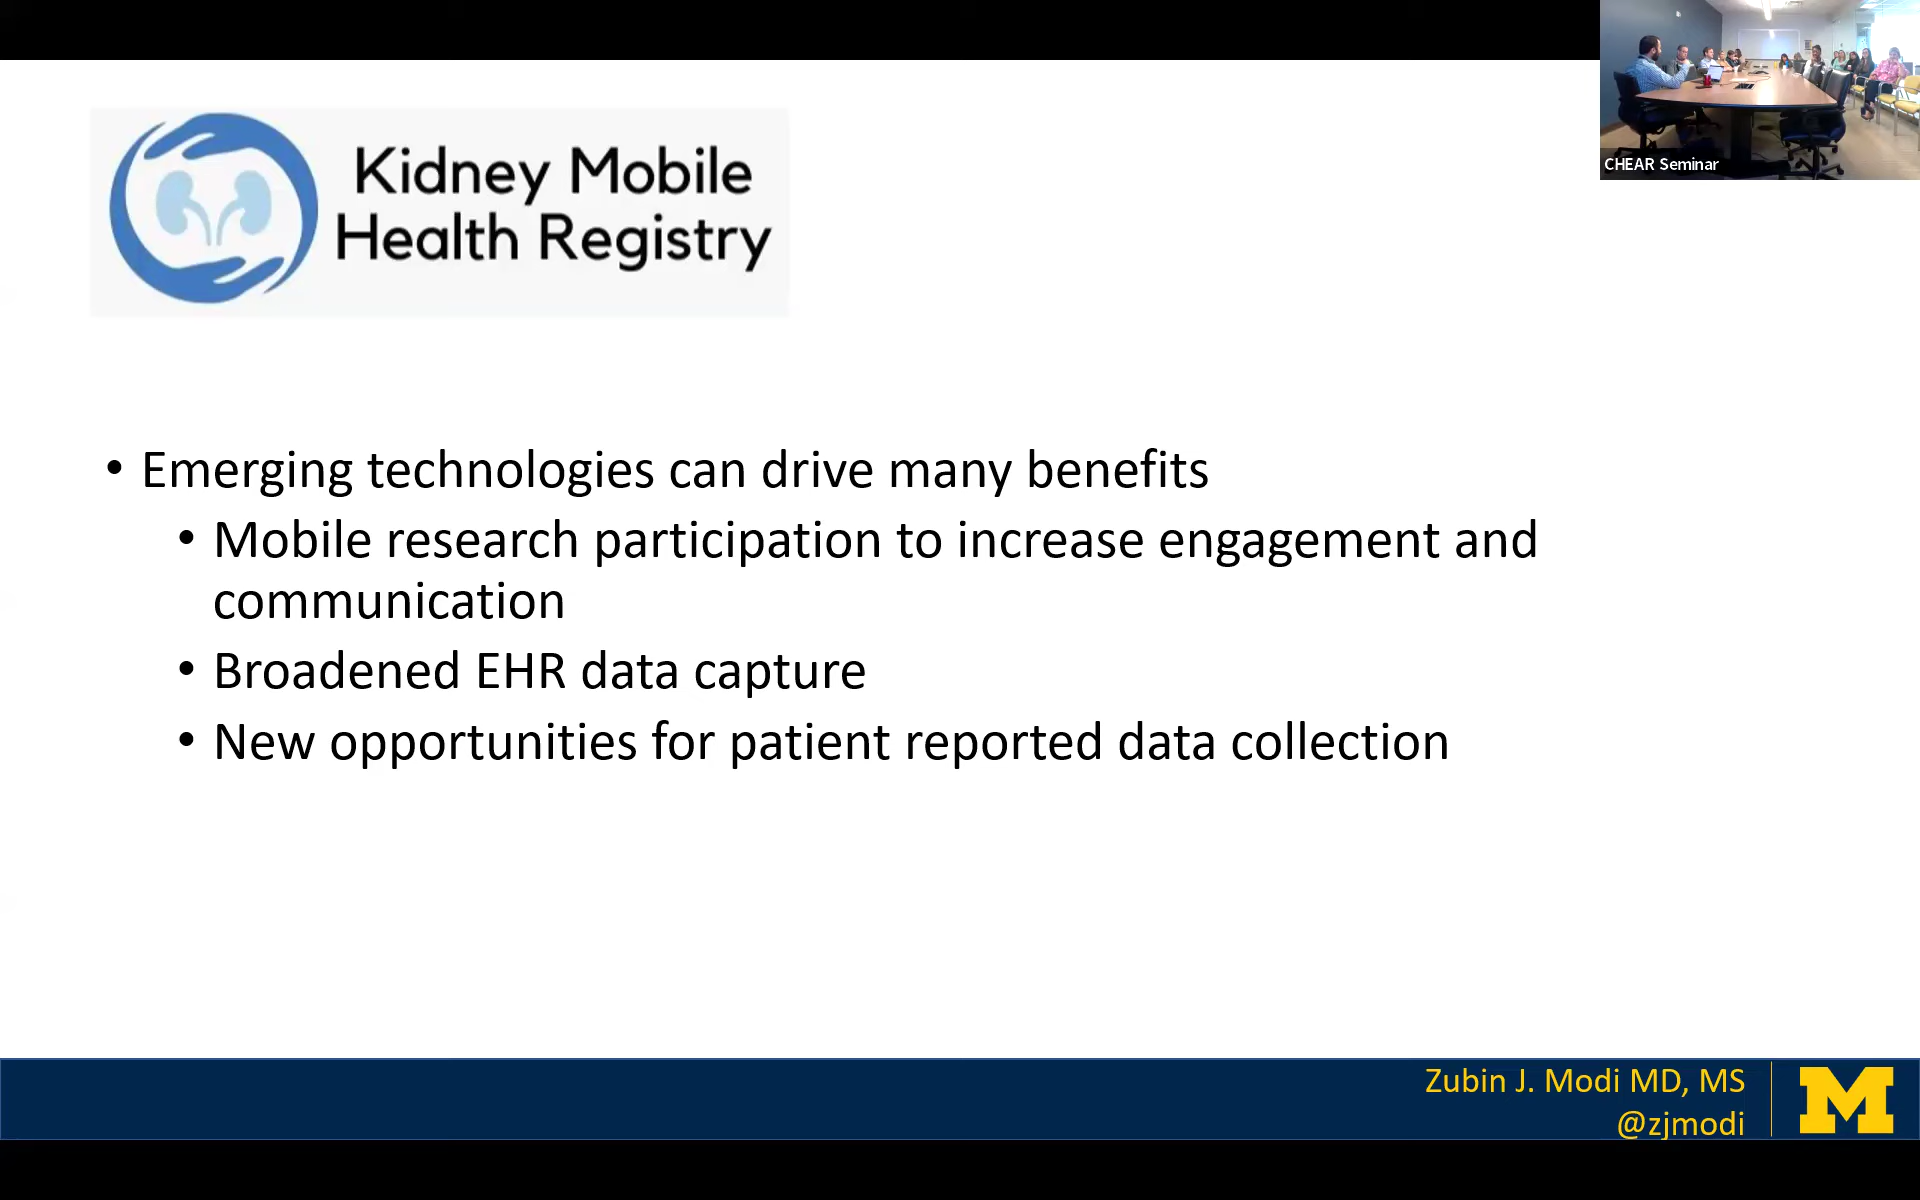 CHEAR Seminar
Kidney Mobile
Health Registry
• Emerging technologies can drive many benefits
• Mobile research participation to increase engagement and
communication
• Broadened EHR data capture
• New opportunities for patient reported data collection
Zubin J. Modi MD, MS
@zjmodi
M